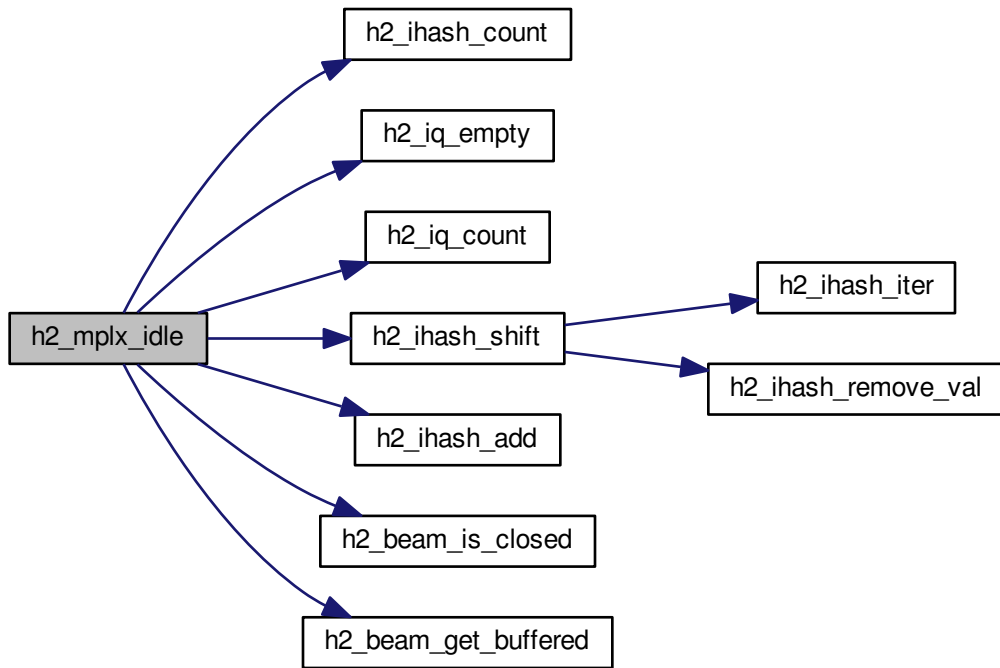 h2_ihash_count
h2_iq_empty
h2_iq_count
h2_mplx_idle
h2_ihash_shift
h2_ihash_iter
h2_ihash_remove_val
h2_ihash_add
h2_beam_is_closed
h2_beam_get_buffered